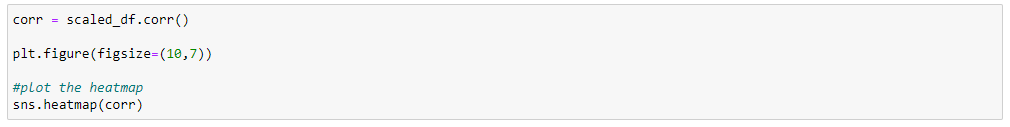 corr = scaled_df.corr()
plt.figure(figsize=(10,7))
#plot the heatmap
sns.heatmap(corr)